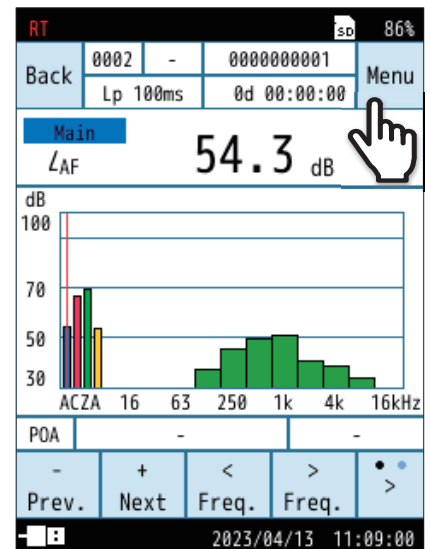 RT SD 86%
Back 0002 - 0000000001 Menu
Lp 100ms 0d 00:00:00
Main
LAF 54.3 dB
dB
100
70
50
30
ACZA 16 63 250 1k 4k 16kHz
POA - -
- + < > >
Prev. Next Freq. Freq.
2023/04/13 11:09:00